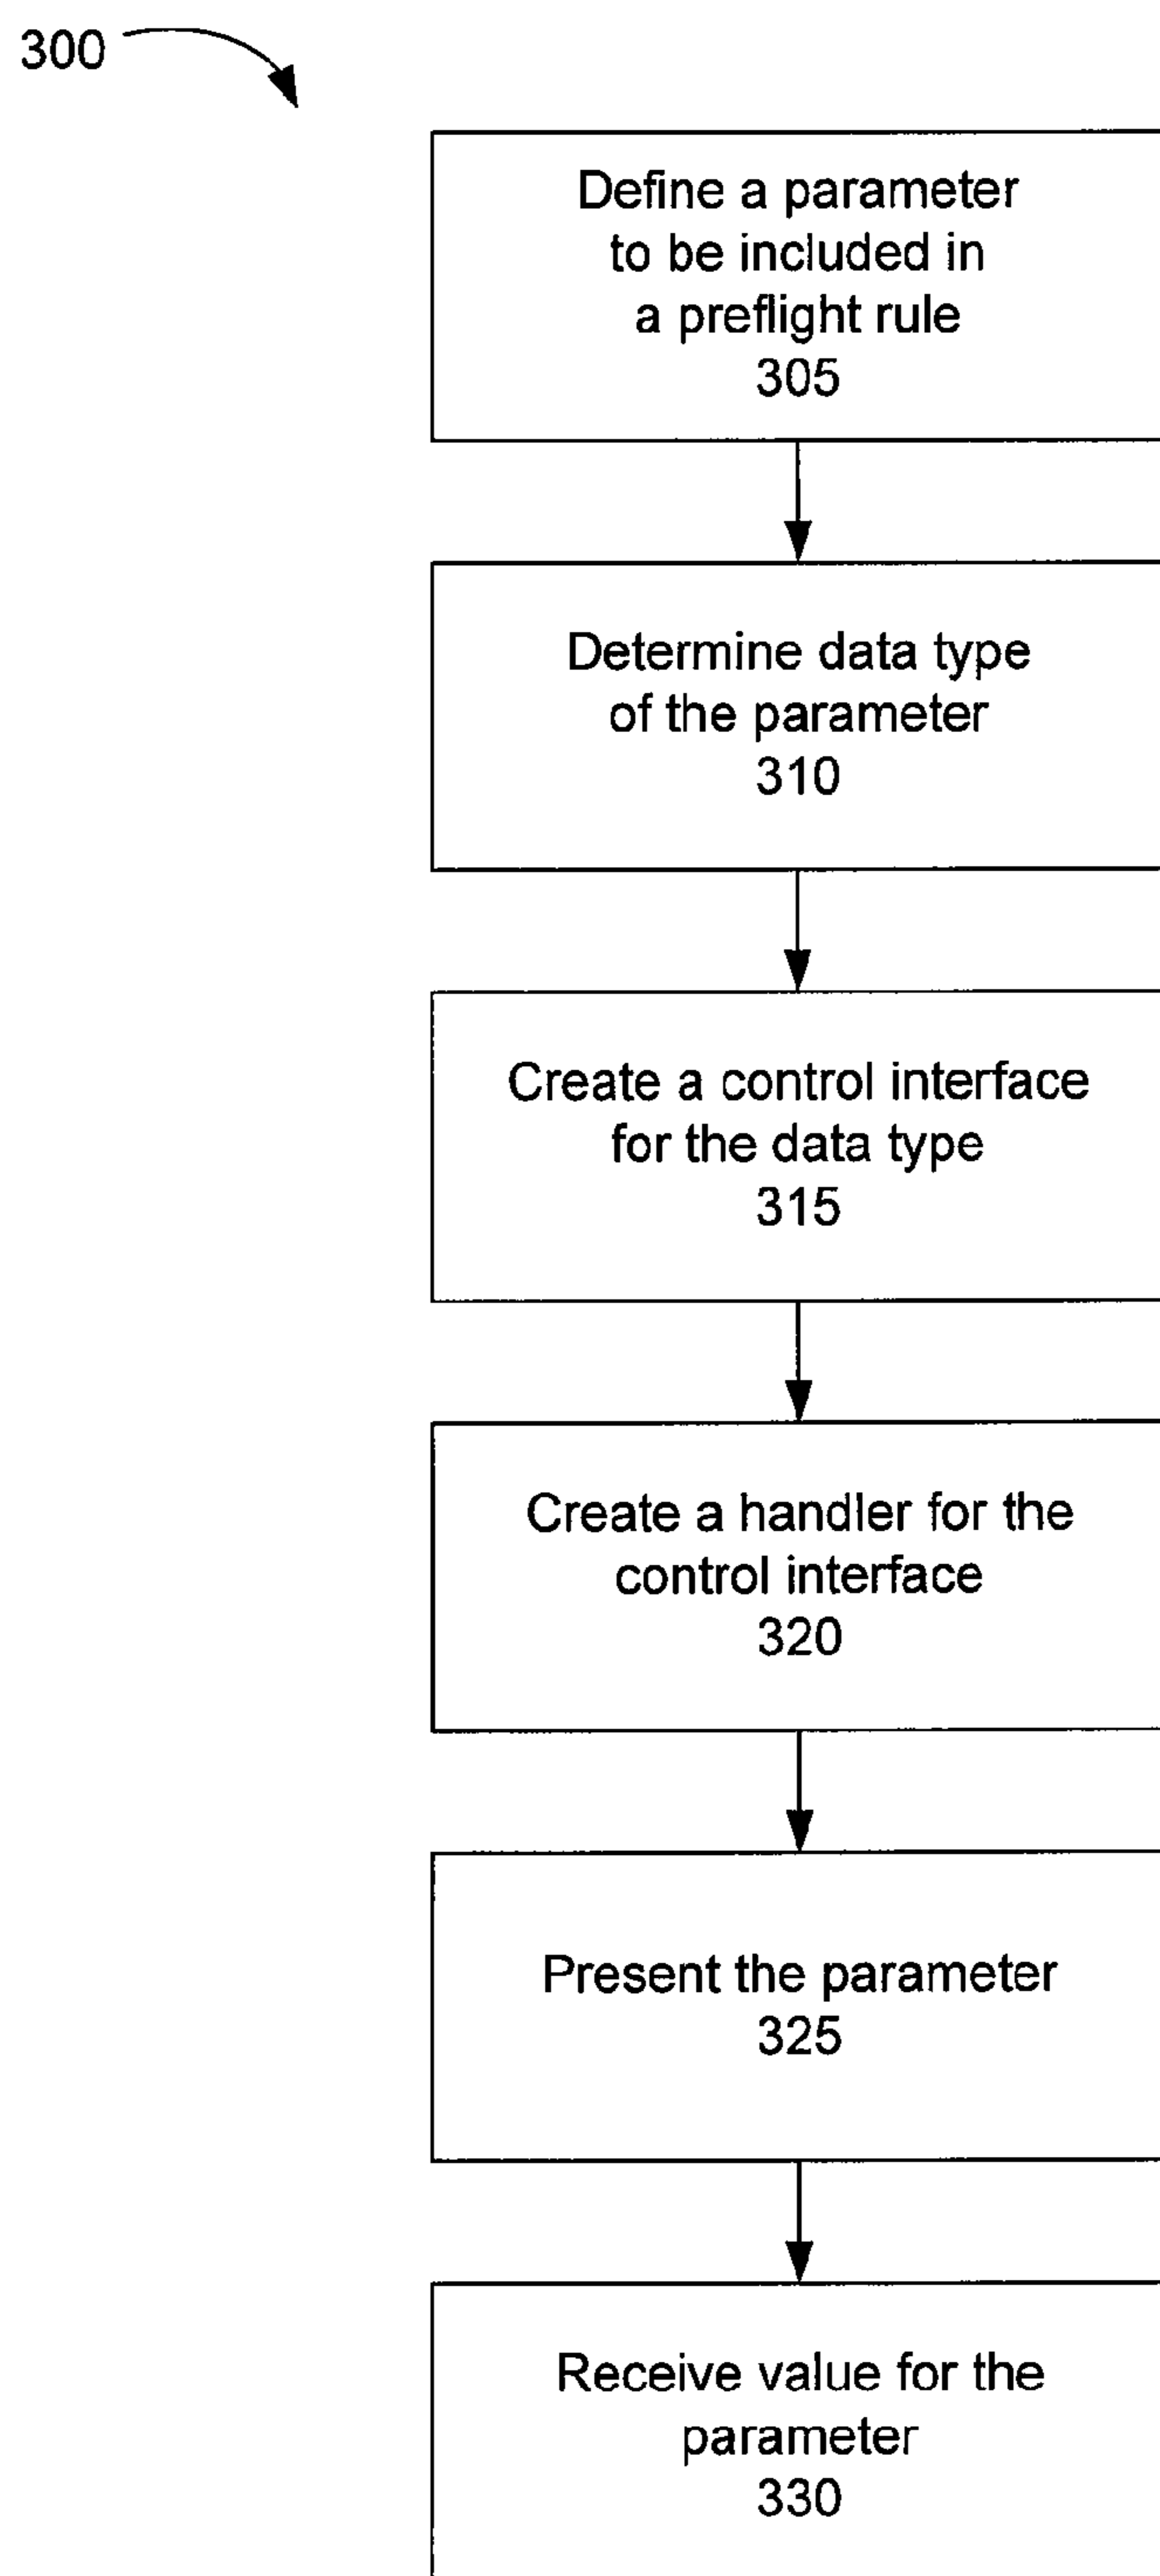 300
Define a parameter
to be included in
a preflight rule
305
Determine data type
of the parameter
310
Create a control interface
for the data type
315
Create a handler for the
control interface
320
Present the parameter
325
Receive value for the
parameter
330